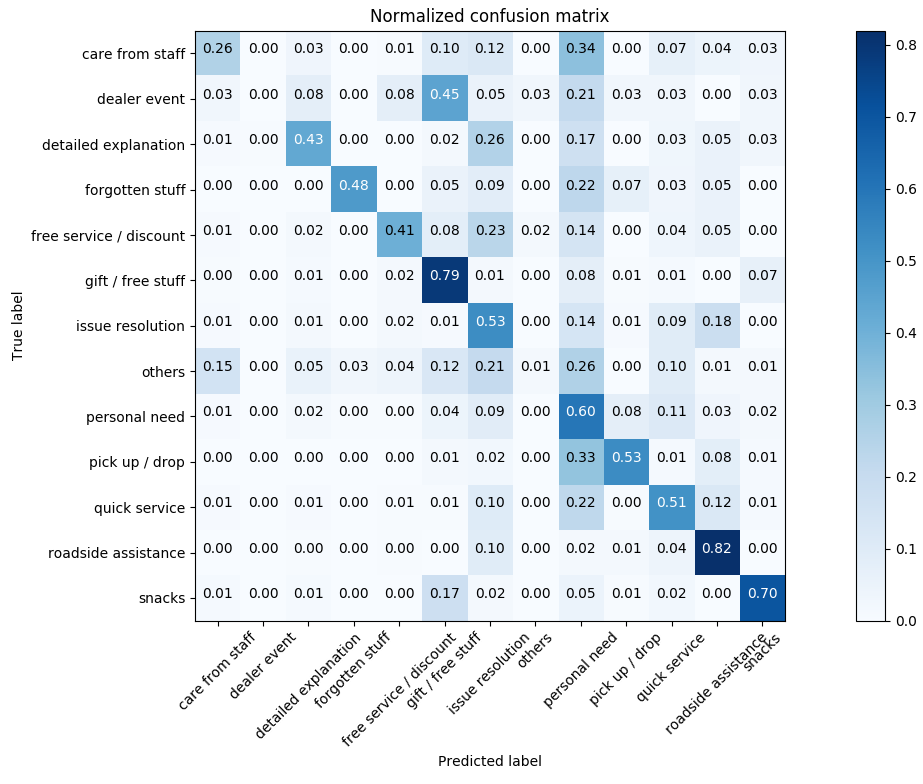 Normalized confusion matrix
care from staff 0.26 0.00 0.03 0.00 0.01 0.10 0.12 0.00 0.34 0.00 0.07 0.04 0.03
dealer event 0.03 0.00 0.08 0.00 0.08 0.45 0.05 0.03 0.21 0.03 0.03 0.00 0.03
detailed explanation 0.01 0.00 0.43 0.00 0.00 0.02 0.26 0.00 0.17 0.00 0.03 0.05 0.03
forgotten stuff 0.00 0.00 0.00 0.48 0.00 0.05 0.09 0.00 0.22 0.07 0.03 0.05 0.00
free service / discount 0.01 0.00 0.02 0.00 0.41 0.08 0.23 0.02 0.14 0.00 0.04 0.05 0.00
gift / free stuff 0.00 0.00 0.01 0.00 0.02 0.79 0.01 0.00 0.08 0.01 0.01 0.00 0.07
issue resolution 0.01 0.00 0.01 0.00 0.02 0.01 0.53 0.00 0.14 0.01 0.09 0.18 0.00
others 0.15 0.00 0.05 0.03 0.04 0.12 0.21 0.01 0.26 0.00 0.10 0.01 0.01
personal need 0.01 0.00 0.02 0.00 0.00 0.04 0.09 0.00 0.60 0.08 0.11 0.03 0.02
pick up / drop 0.00 0.00 0.00 0.00 0.00 0.01 0.02 0.00 0.33 0.53 0.01 0.08 0.01
quick service 0.01 0.00 0.01 0.00 0.01 0.01 0.10 0.00 0.22 0.00 0.51 0.12 0.01
roadside assistance 0.00 0.00 0.00 0.00 0.00 0.00 0.10 0.00 0.02 0.01 0.04 0.82 0.00
snacks 0.01 0.00 0.01 0.00 0.00 0.17 0.02 0.00 0.05 0.01 0.02 0.00 0.70
True label
care from staff
dealer event
detailed explanation
forgotten stuff
free service / discount
gift / free stuff
issue resolution
others
personal need
pick up / drop
quick service
roadside assistance
snacks
Predicted label
0.8
0.7
0.6
0.5
0.4
0.3
0.2
0.1
0.0